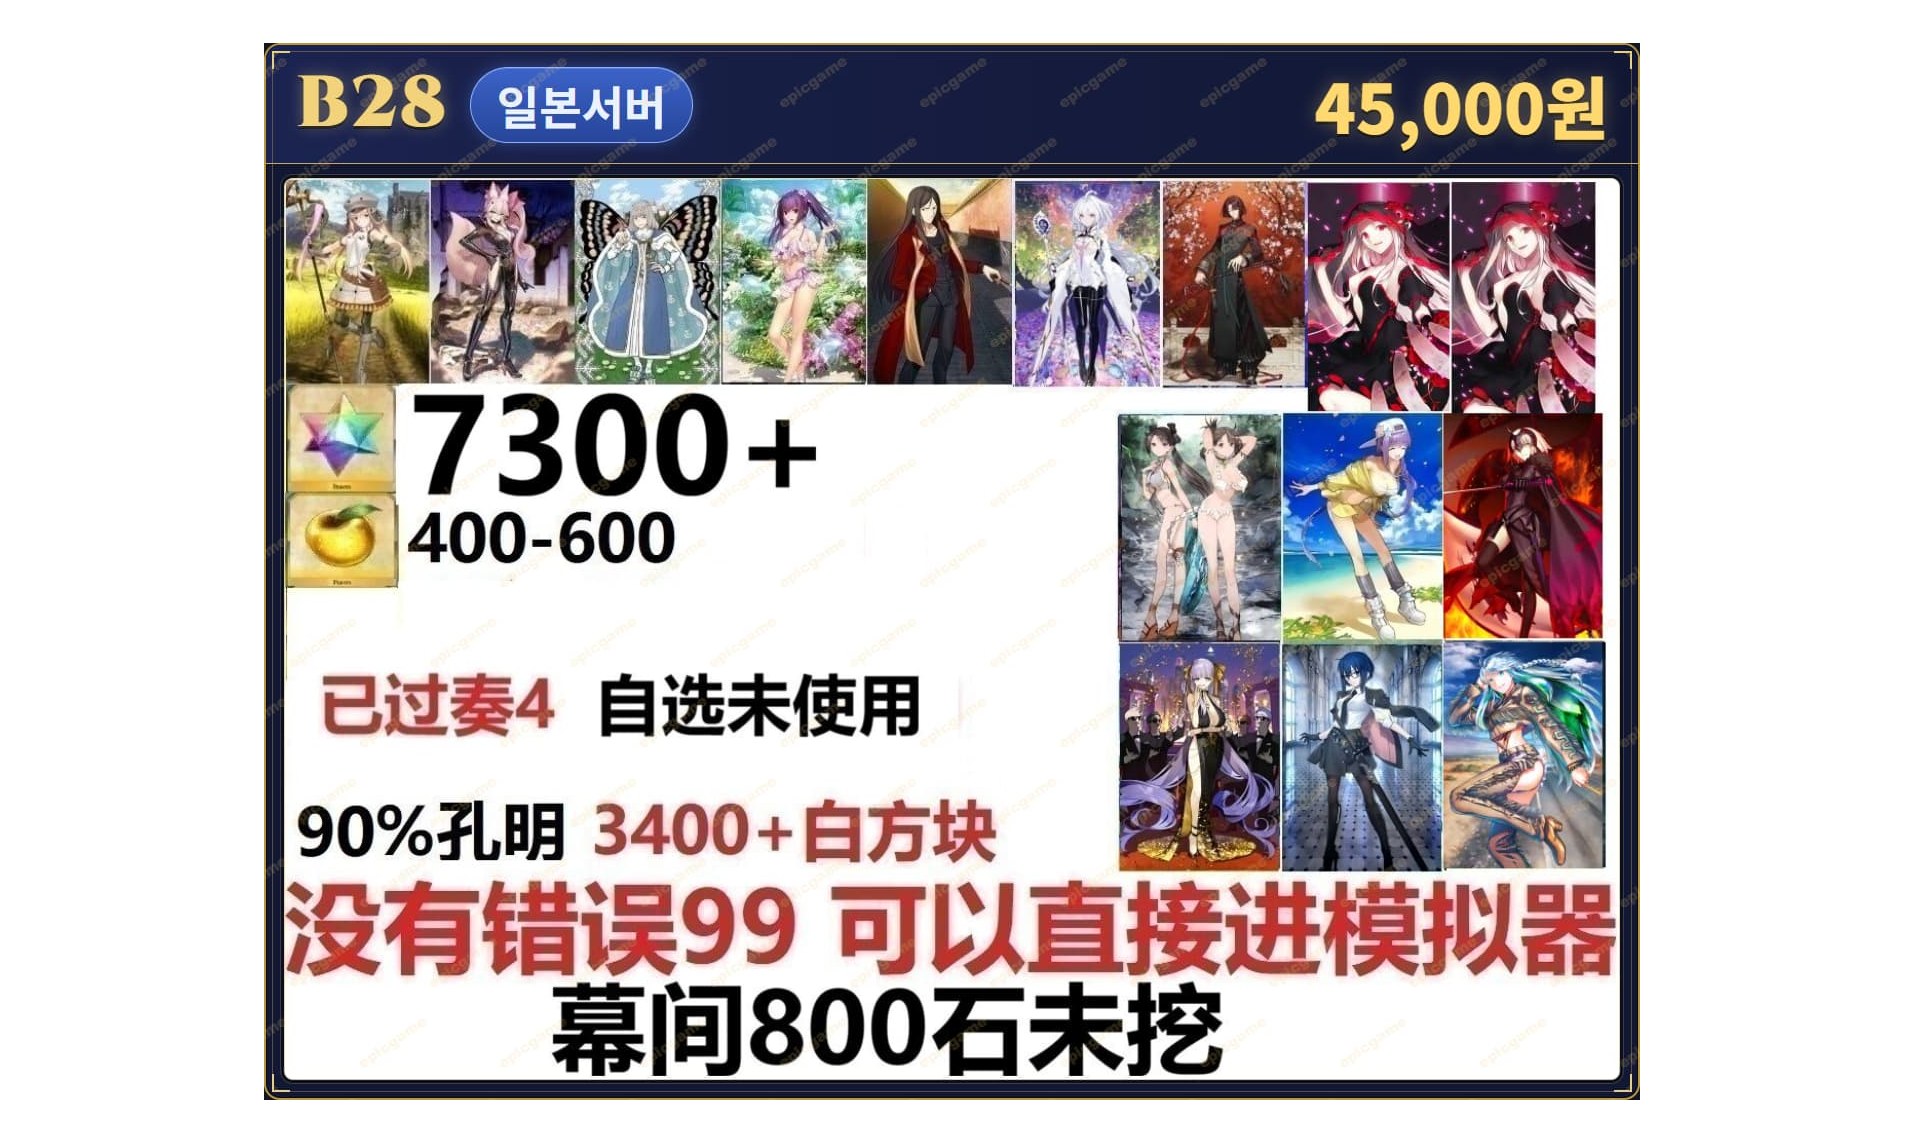 B28 일본서버 45,000원
7300+
400-600
已过奏4 自选未使用
90%孔明 3400+白方块
没有错误99 可以直接进模拟器
幕间800石未挖
epicgame